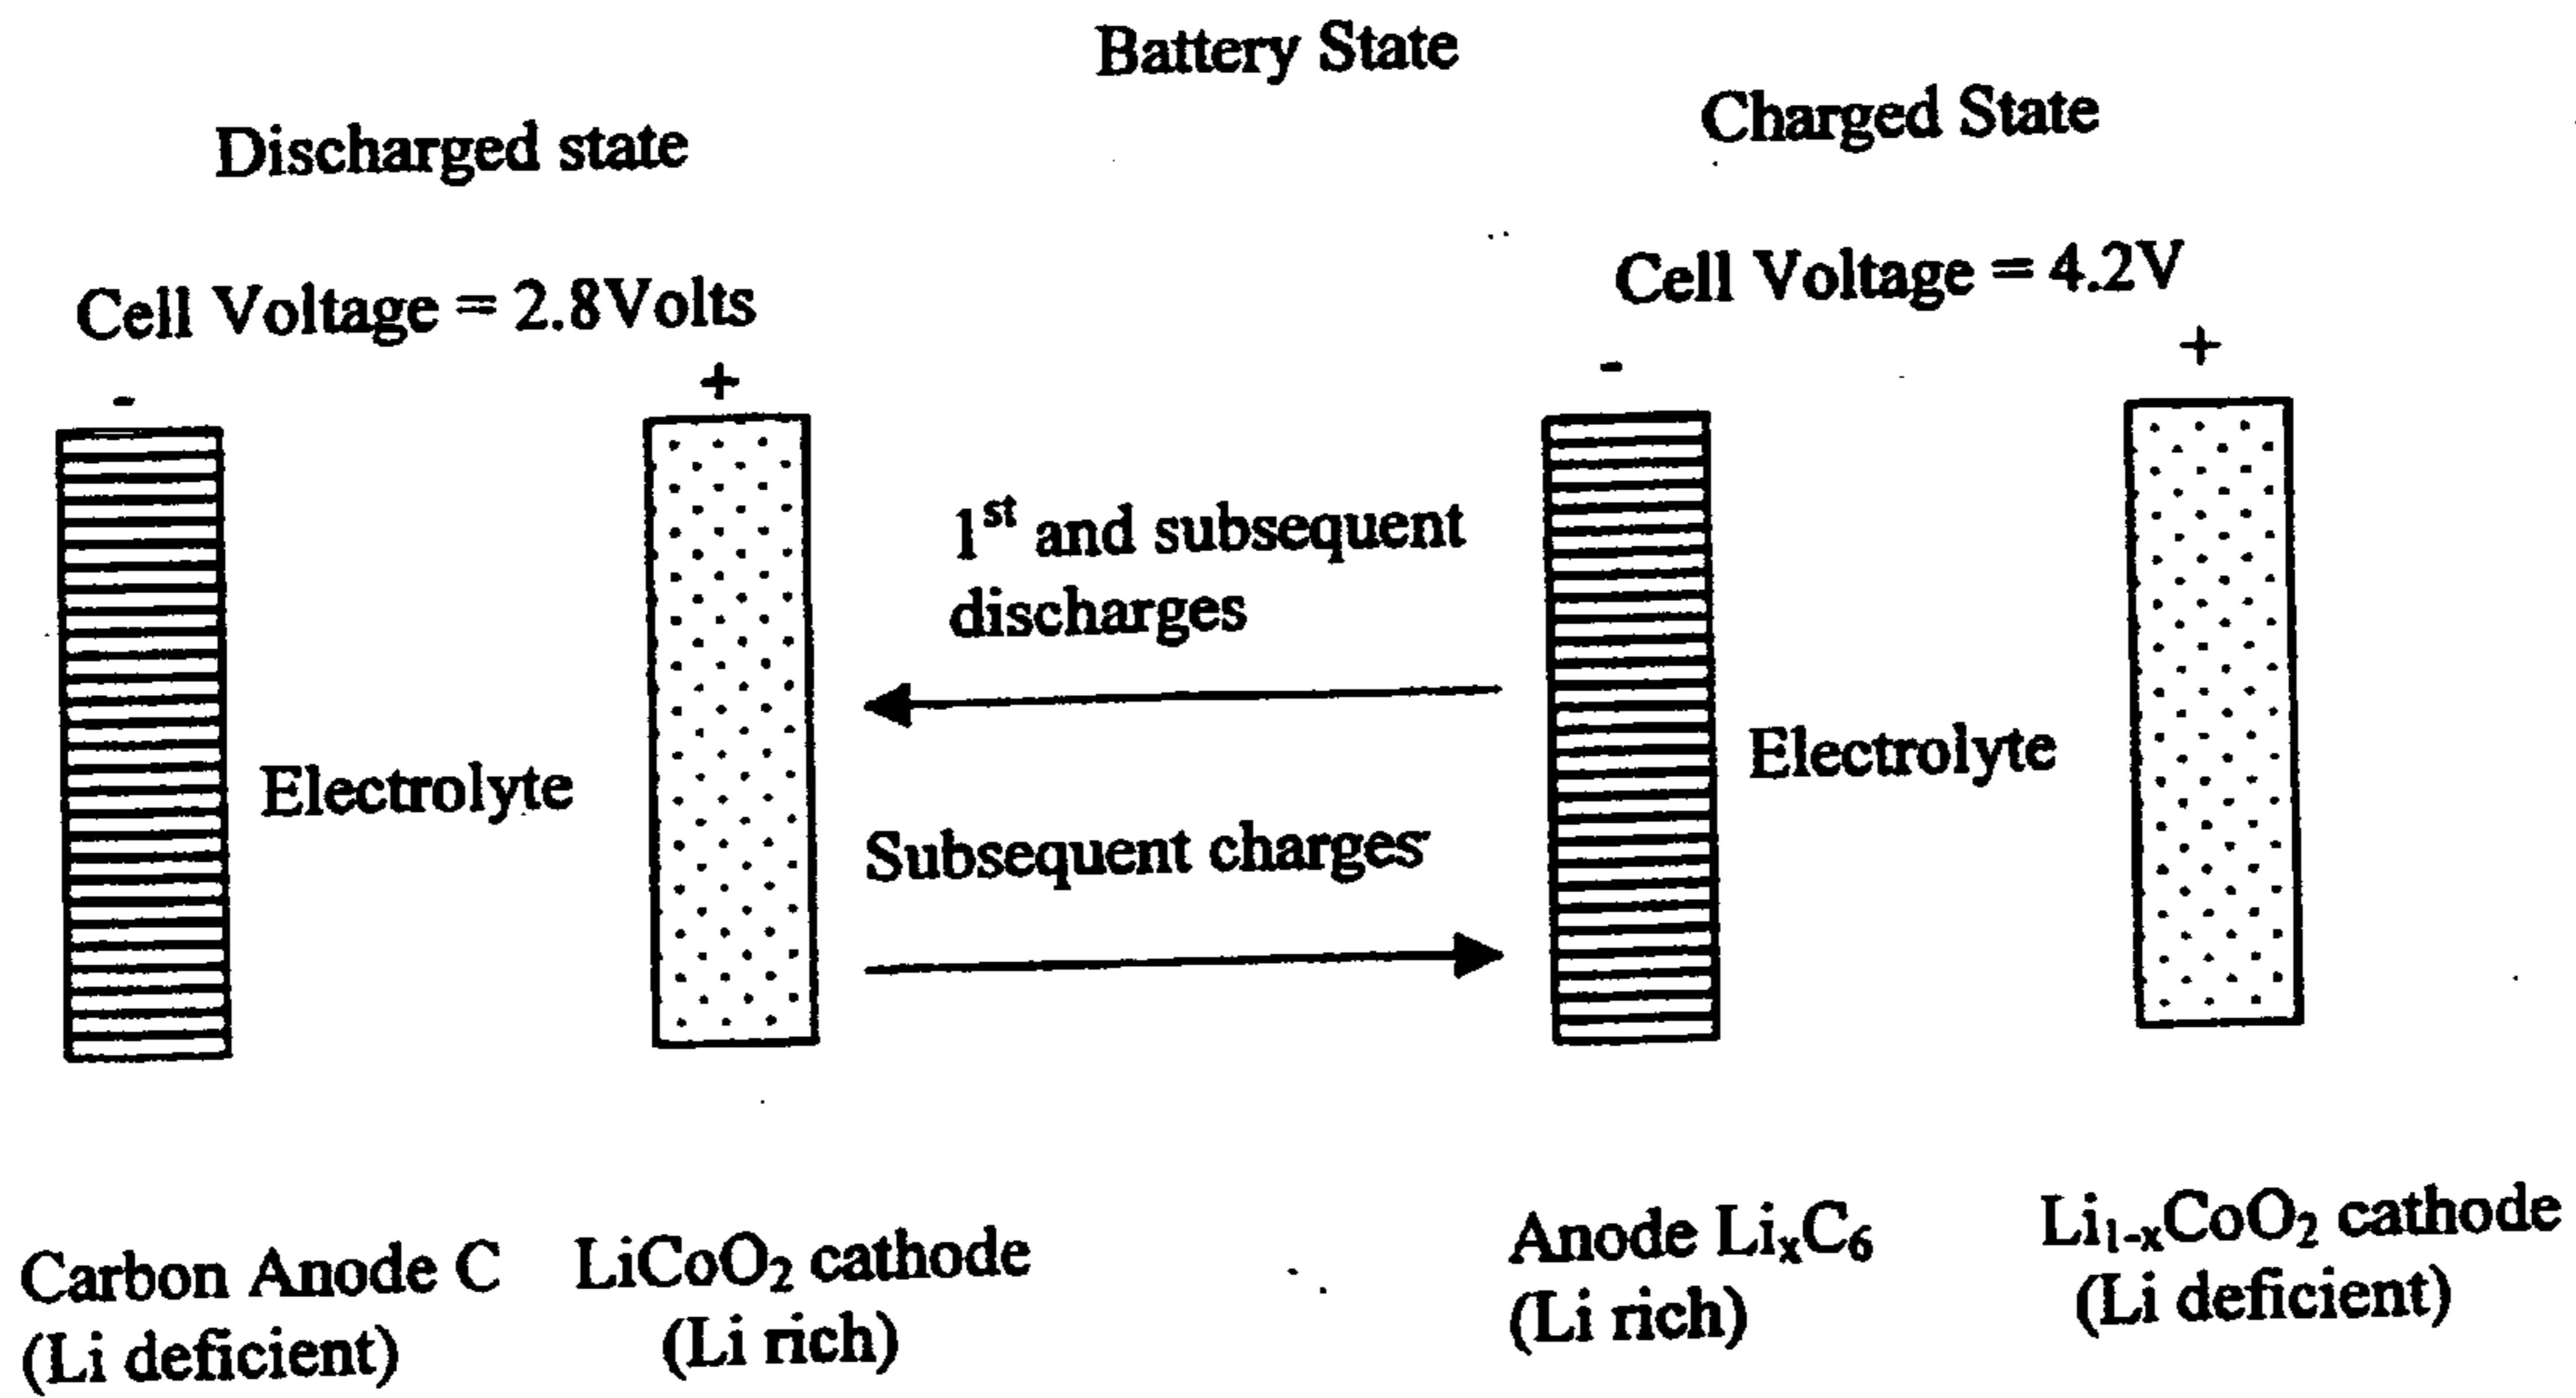 Battery State
Discharged state
Charged State
Cell Voltage = 2.8Volts
Cell Voltage = 4.2V
-
+
-
+
1st and subsequent
discharges
Electrolyte
Electrolyte
Subsequent charges
Carbon Anode C
(Li deficient)
LiCoO₂ cathode
(Li rich)
Anode LiₓC₆
(Li rich)
Li₁₋ₓCoO₂ cathode
(Li deficient)